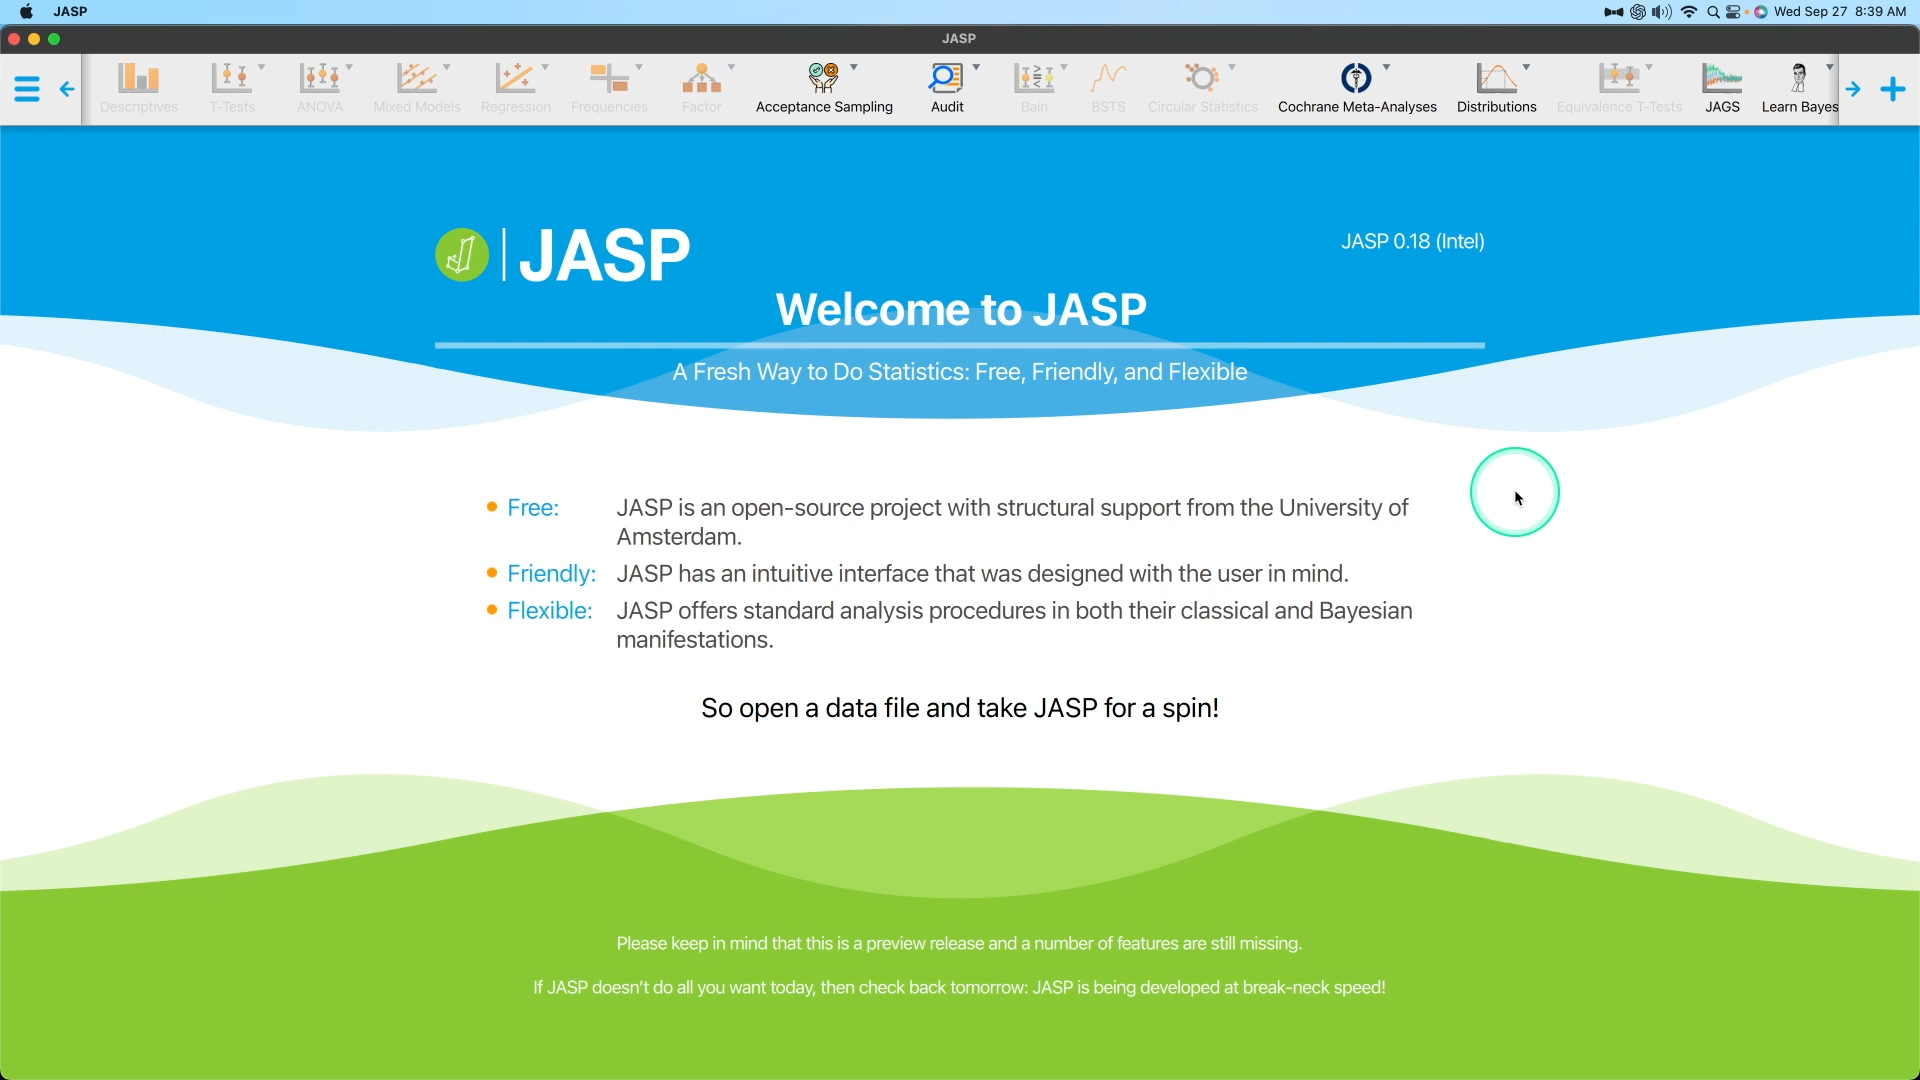 JASP
Wed Sep 27 8:39 AM
JASP
Descriptives
T-Tests
ANOVA
Mixed Models
Regression
Frequencies
Factor
Acceptance Sampling
Audit
Bain
BSTS
Circular Statistics
Cochrane Meta-Analyses
Distributions
Equivalence T-Tests
JAGS
Learn Bayes
JASP
JASP 0.18 (Intel)
Welcome to JASP
A Fresh Way to Do Statistics: Free, Friendly, and Flexible
Free: JASP is an open-source project with structural support from the University of
Amsterdam.
Friendly: JASP has an intuitive interface that was designed with the user in mind.
Flexible: JASP offers standard analysis procedures in both their classical and Bayesian
manifestations.
So open a data file and take JASP for a spin!
Please keep in mind that this is a preview release and a number of features are still missing.
If JASP doesn't do all you want today, then check back tomorrow: JASP is being developed at break-neck speed!